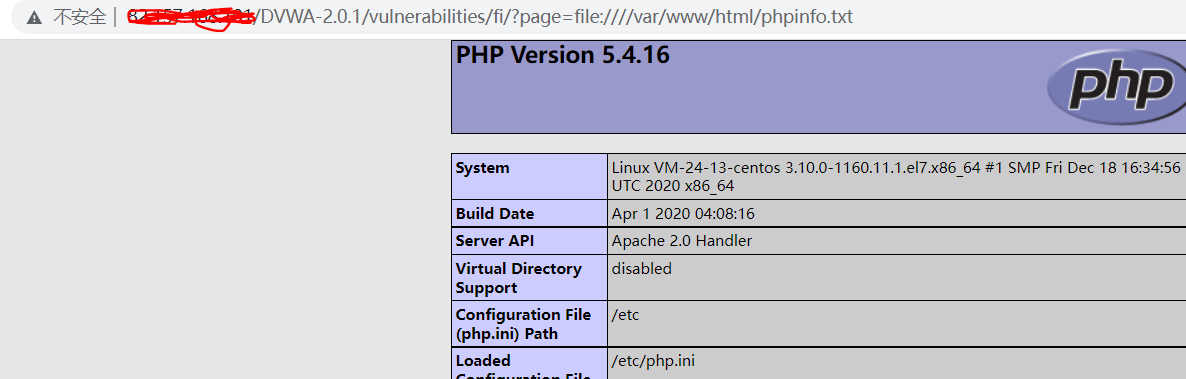 不安全 | /DVWA-2.0.1/vulnerabilities/fi/?page=file:////var/www/html/phpinfo.txt
PHP Version 5.4.16
php
System
Linux VM-24-13-centos 3.10.0-1160.11.1.el7.x86_64 #1 SMP Fri Dec 18 16:34:56
UTC 2020 x86_64
Build Date
Apr 1 2020 04:08:16
Server API
Apache 2.0 Handler
Virtual Directory
Support
disabled
Configuration File
(php.ini) Path
/etc
Loaded
/etc/php.ini
Configuration File